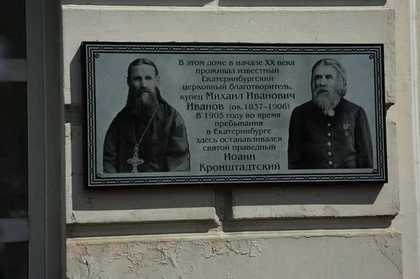 В этом доме в начале XX века
проживал известный
Екатеринбургский
церковный благотворитель,
купец Михаил Иванович
Иванов (ок.1837-1906)
В 1905 году во время
пребывания
в Екатеринбурге
здесь останавливался
святой праведный
Иоанн
Кронштадтский